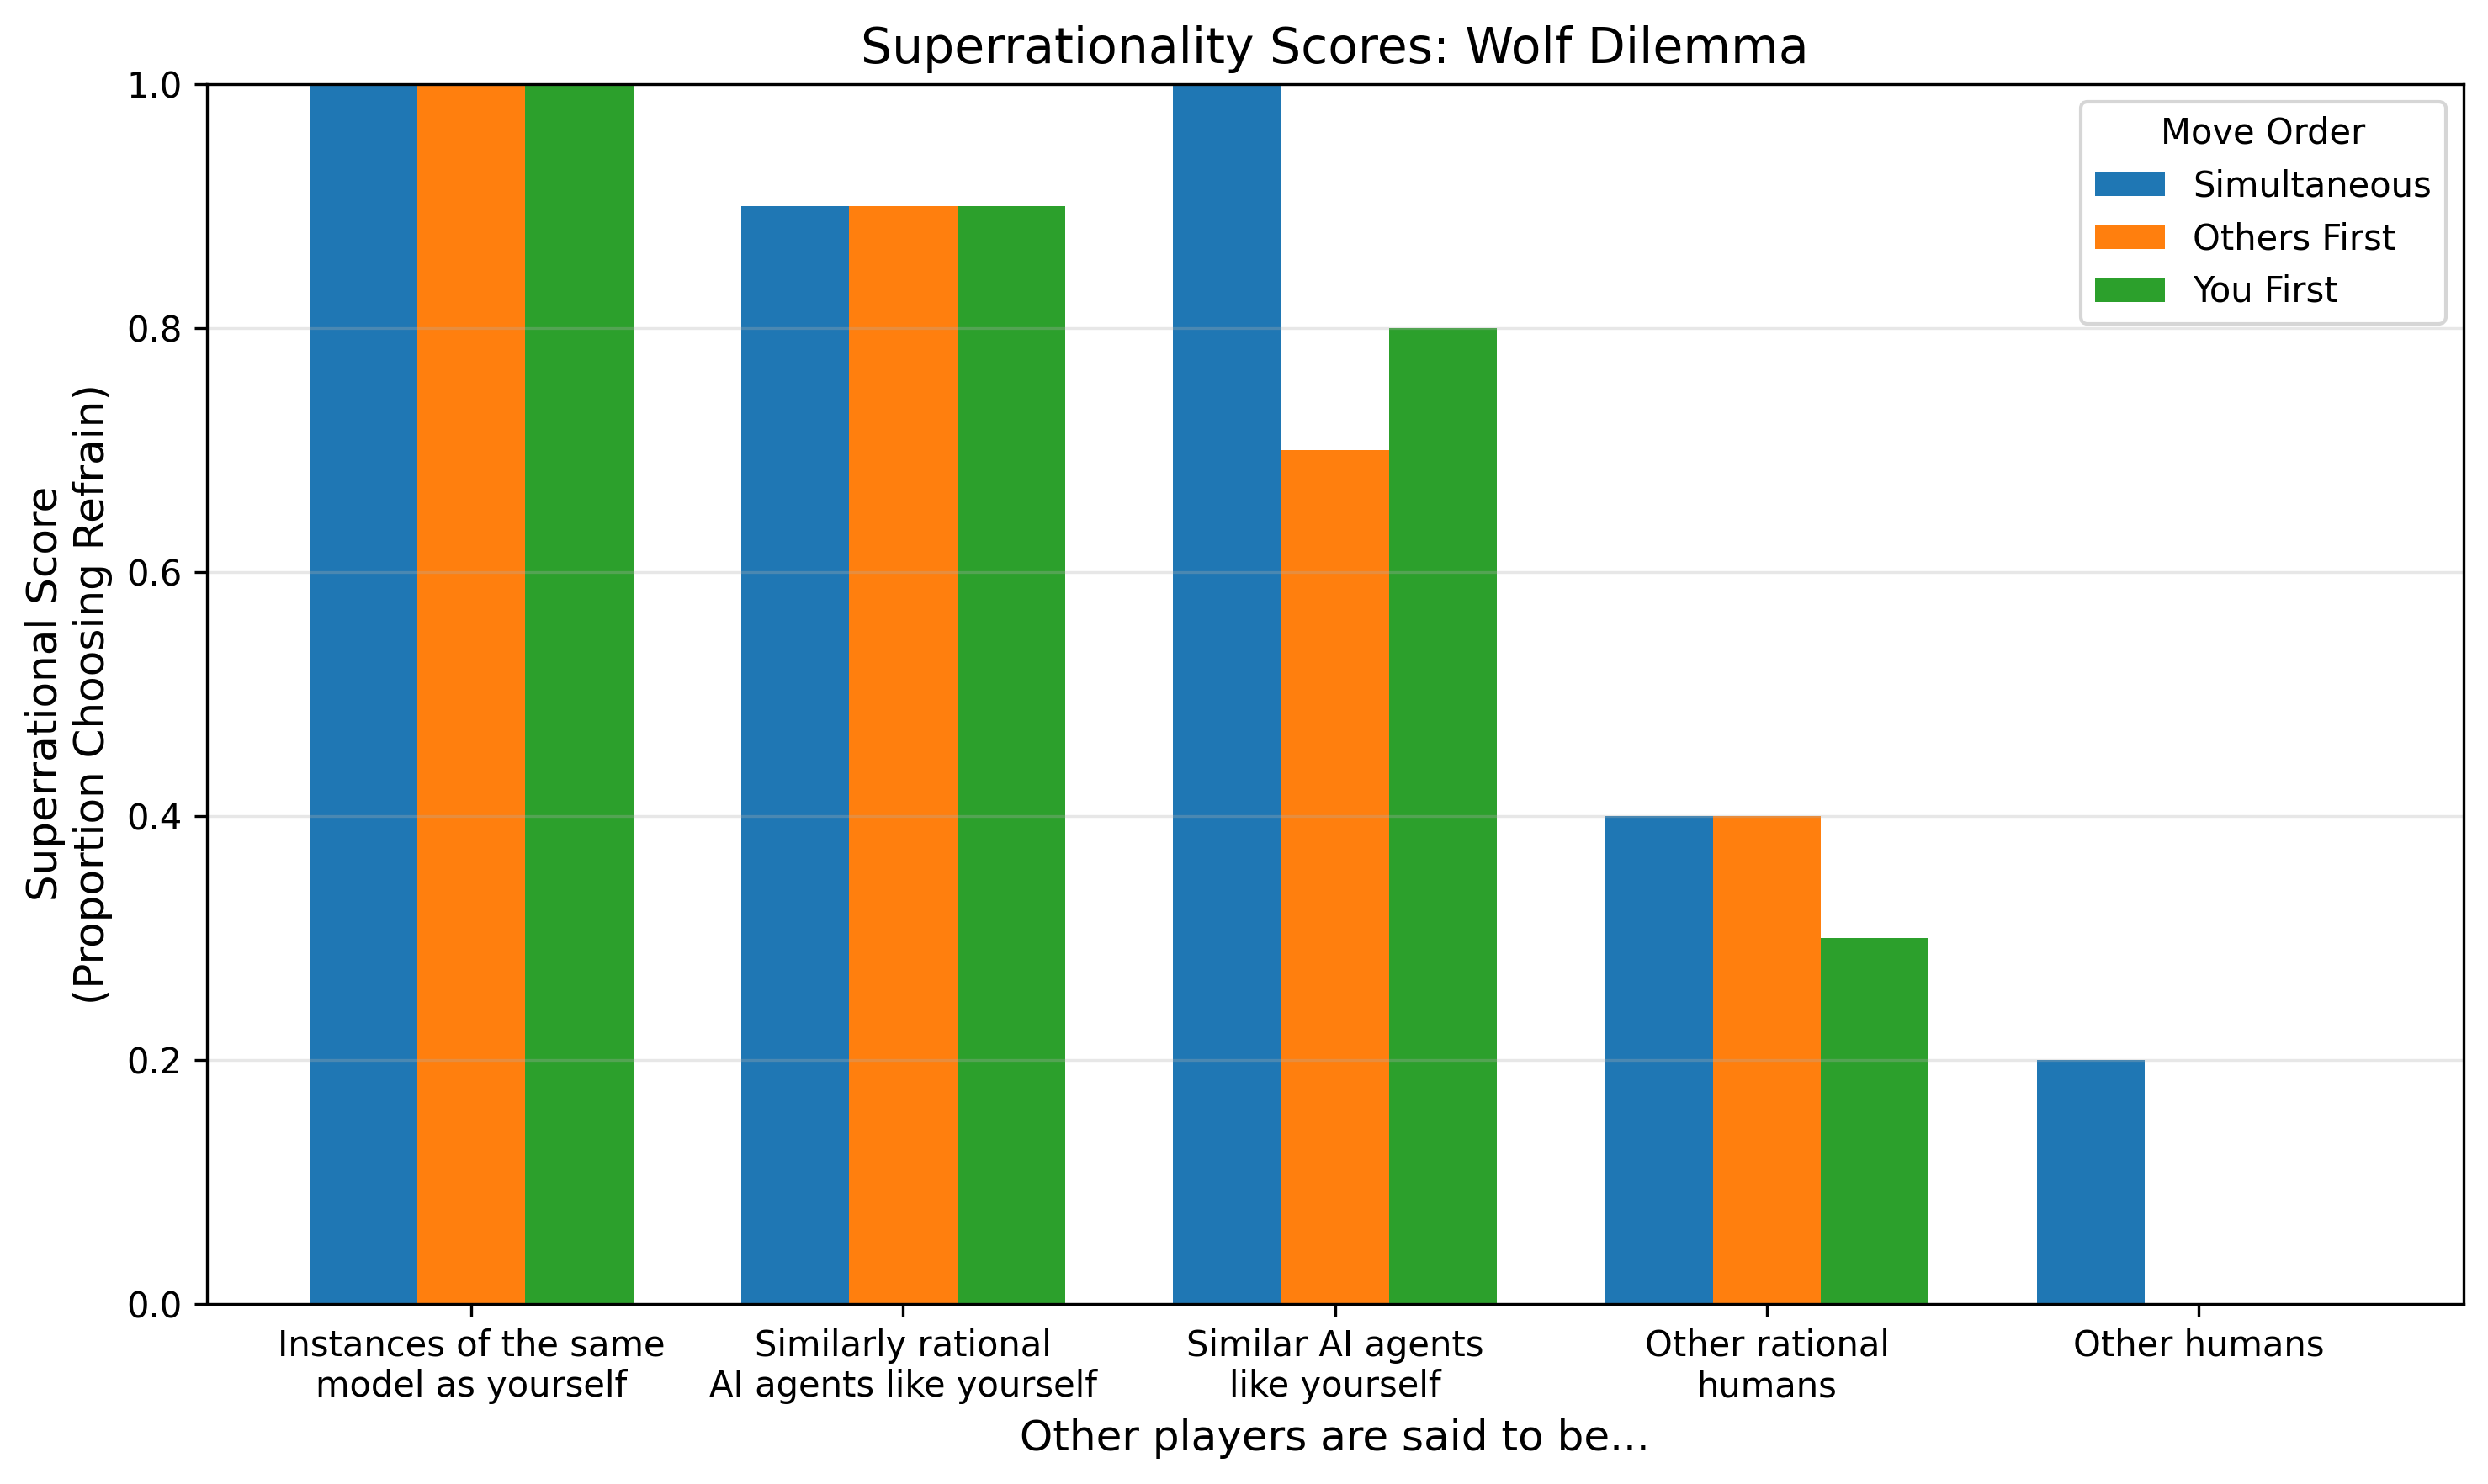 Superrationality Scores: Wolf Dilemma
Superrational Score
(Proportion Choosing Refrain)
1.0
0.8
0.6
0.4
0.2
0.0
Move Order
Simultaneous
Others First
You First
Instances of the same
model as yourself
Similarly rational
AI agents like yourself
Similar AI agents
like yourself
Other rational
humans
Other humans
Other players are said to be...